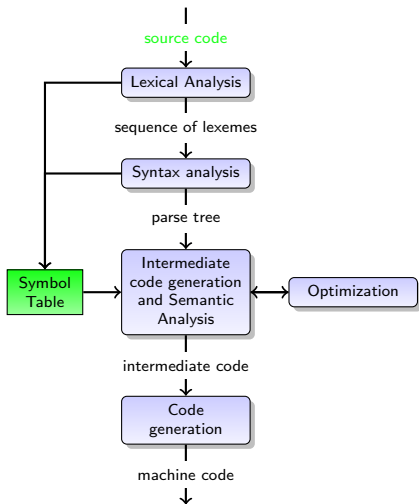 source code
Lexical Analysis
sequence of lexemes
Syntax analysis
parse tree
Symbol
Table
Intermediate
code generation
and Semantic
Analysis
Optimization
intermediate code
Code
generation
machine code